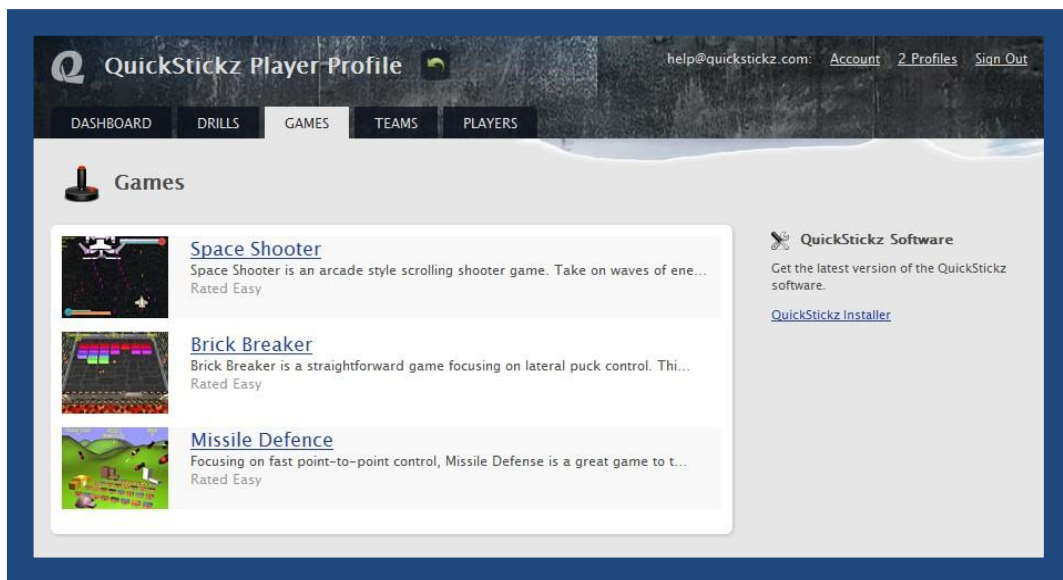 Q QuickStickz Player Profile
help@quickstickz.com: Account 2 Profiles Sign Out
DASHBOARD DRILLS GAMES TEAMS PLAYERS
Games
Space Shooter
Space Shooter is an arcade style scrolling shooter game. Take on waves of ene...
Rated Easy
Brick Breaker
Brick Breaker is a straightforward game focusing on lateral puck control. Thi...
Rated Easy
Missile Defence
Focusing on fast point-to-point control, Missile Defense is a great game to t...
Rated Easy
QuickStickz Software
Get the latest version of the QuickStickz
software.
QuickStickz Installer